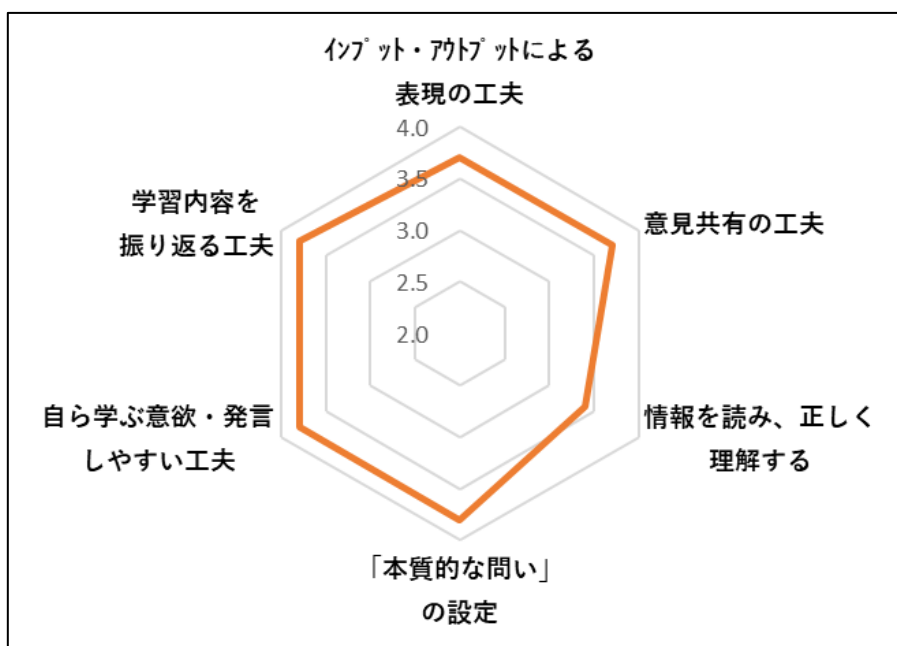 ｲﾝﾌﾟｯﾄ・ｱｳﾄﾌﾟｯﾄによる
表現の工夫
4.0
3.5
3.0
2.5
2.0
意見共有の工夫
情報を読み、正しく
理解する
「本質的な問い」
の設定
自ら学ぶ意欲・発言
しやすい工夫
学習内容を
振り返る工夫